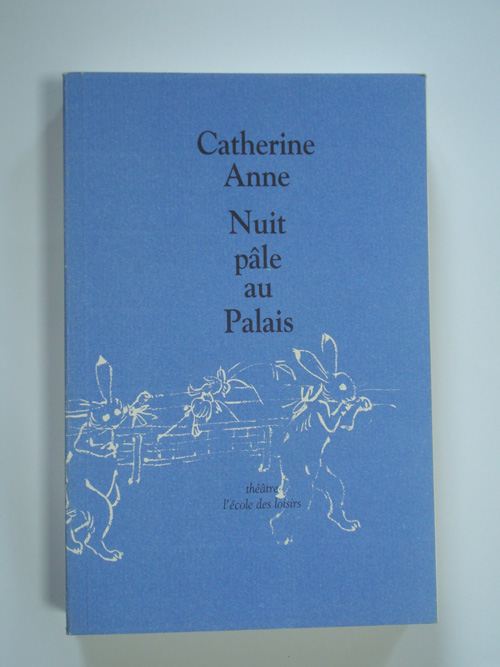 Catherine
Anne
Nuit
pâle
au
Palais
théâtre
l'école des loisirs